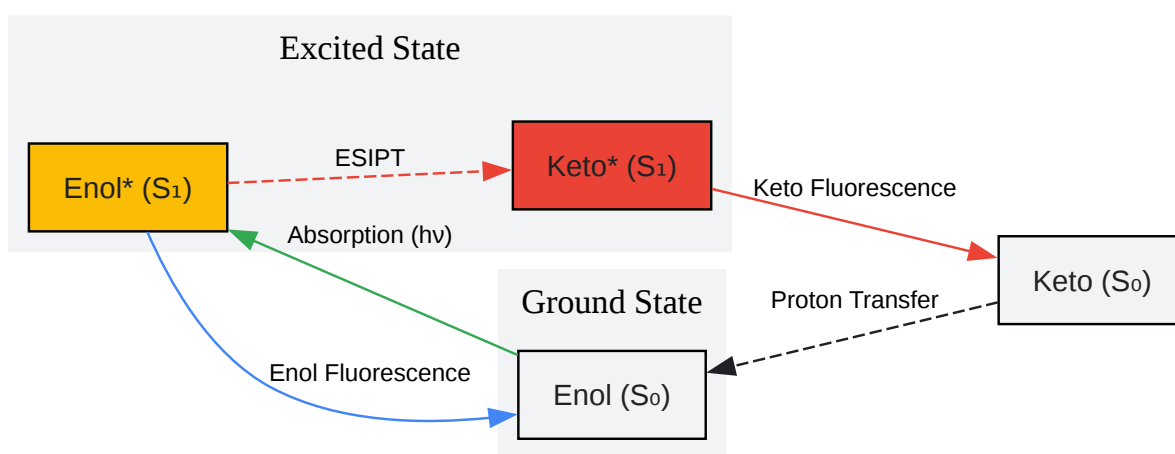 Excited State
ESIPT
Enol* (S₁)
Keto* (S₁)
Keto Fluorescence
Absorption (hν)
Keto (S₀)
Ground State
Proton Transfer
Enol Fluorescence
Enol (S₀)